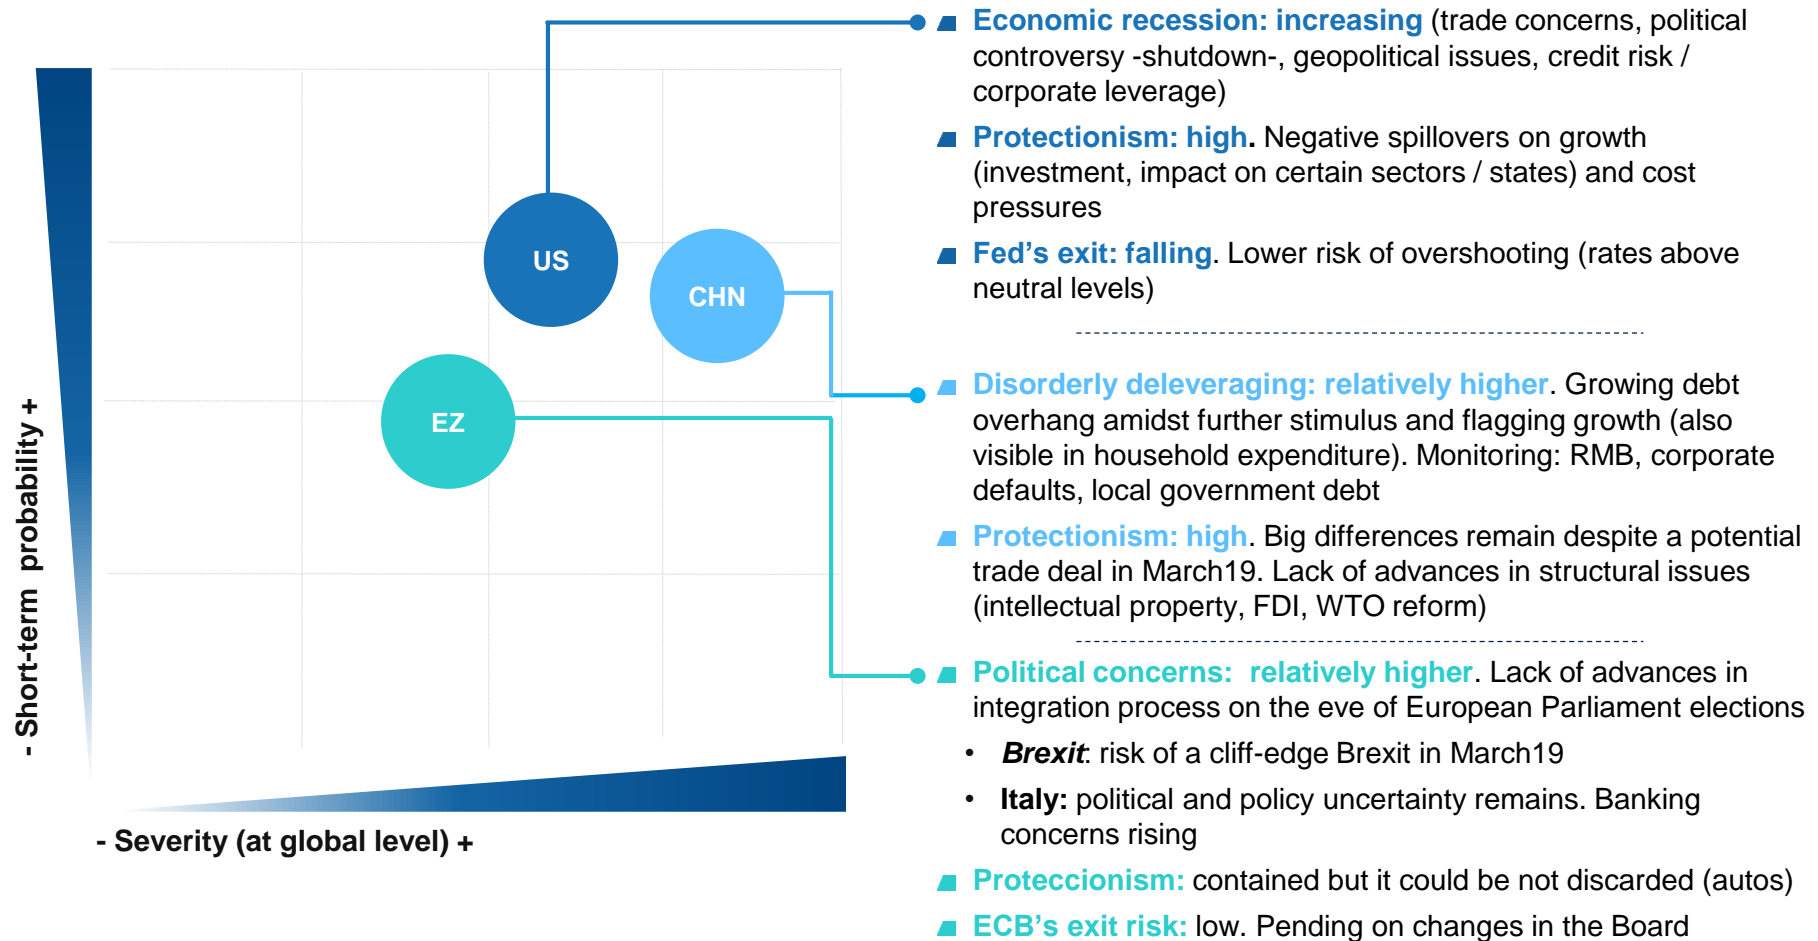 Economic recession: increasing (trade concerns, political
controversy -shutdown-, geopolitical issues, credit risk /
corporate leverage)
Protectionism: high. Negative spillovers on growth
(investment, impact on certain sectors / states) and cost
pressures
Fed’s exit: falling. Lower risk of overshooting (rates above
neutral levels)
Disorderly deleveraging: relatively higher. Growing debt
overhang amidst further stimulus and flagging growth (also
visible in household expenditure). Monitoring: RMB, corporate
defaults, local government debt
Protectionism: high. Big differences remain despite a potential
trade deal in March19. Lack of advances in structural issues
(intellectual property, FDI, WTO reform)
Political concerns:  relatively higher. Lack of advances in
integration process on the eve of European Parliament elections
• Brexit: risk of a cliff-edge Brexit in March19
• Italy: political and policy uncertainty remains. Banking
concerns rising
Proteccionism: contained but it could be not discarded (autos)
ECB’s exit risk: low. Pending on changes in the Board
US
CHN
EZ
- Short-term  probability +
- Severity (at global level) +